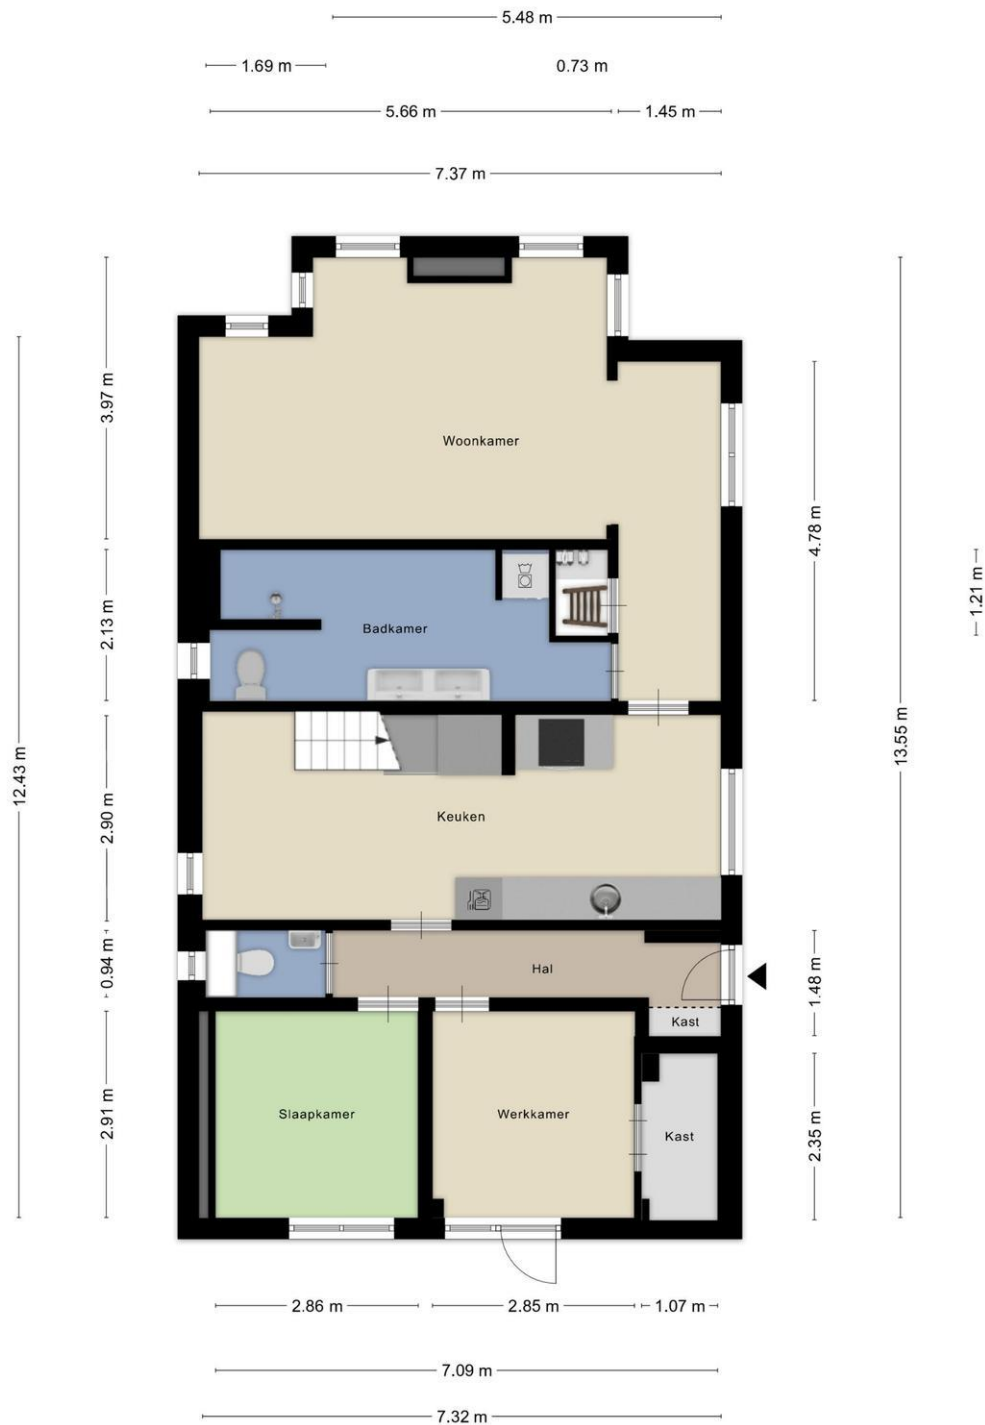 5.48 m
1.69 m
0.73 m
5.66 m
1.45 m
7.37 m
3.97 m
Woonkamer
4.78 m
1.21 m
2.13 m
Badkamer
13.55 m
12.43 m
2.90 m
Keuken
0.94 m
Hal
1.48 m
Kast
2.91 m
Slaapkamer
Werkkamer
Kast
2.35 m
2.86 m
2.85 m
1.07 m
7.09 m
7.32 m